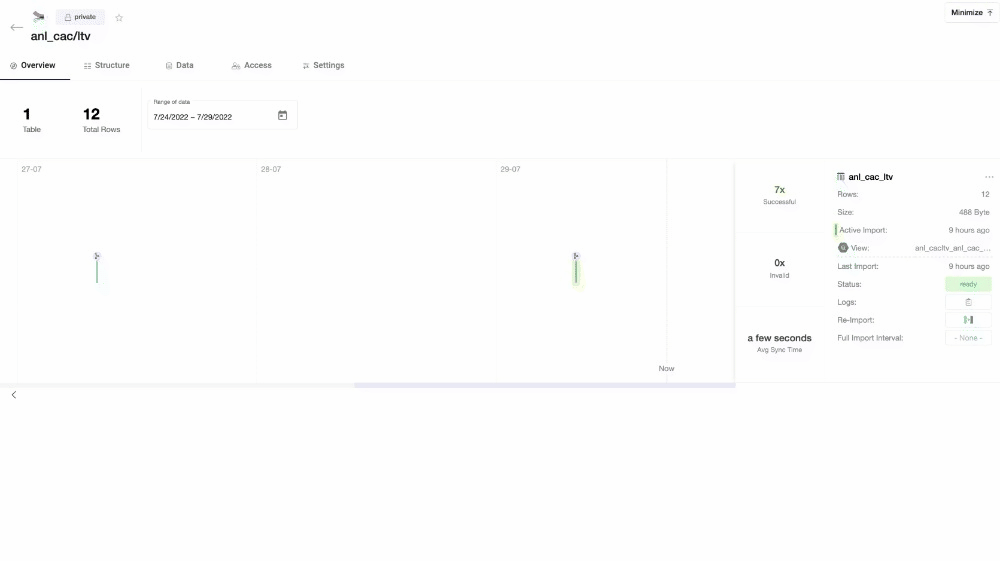 private
Minimize
anl_cac/ltv
Overview
Structure
Data
Access
Settings
1
Table
12
Total Rows
Range of data
7/24/2022 – 7/29/2022
27-07
28-07
29-07
Now
7x
Successful
0x
Invalid
a few seconds
Avg Sync Time
anl_cac_ltv
Rows: 12
Size: 488 Byte
Active Import: 9 hours ago
View: anl_cacltv_anl_cac_...
Last Import: 9 hours ago
Status: ready
Logs:
Re-Import:
Full Import Interval: - None -